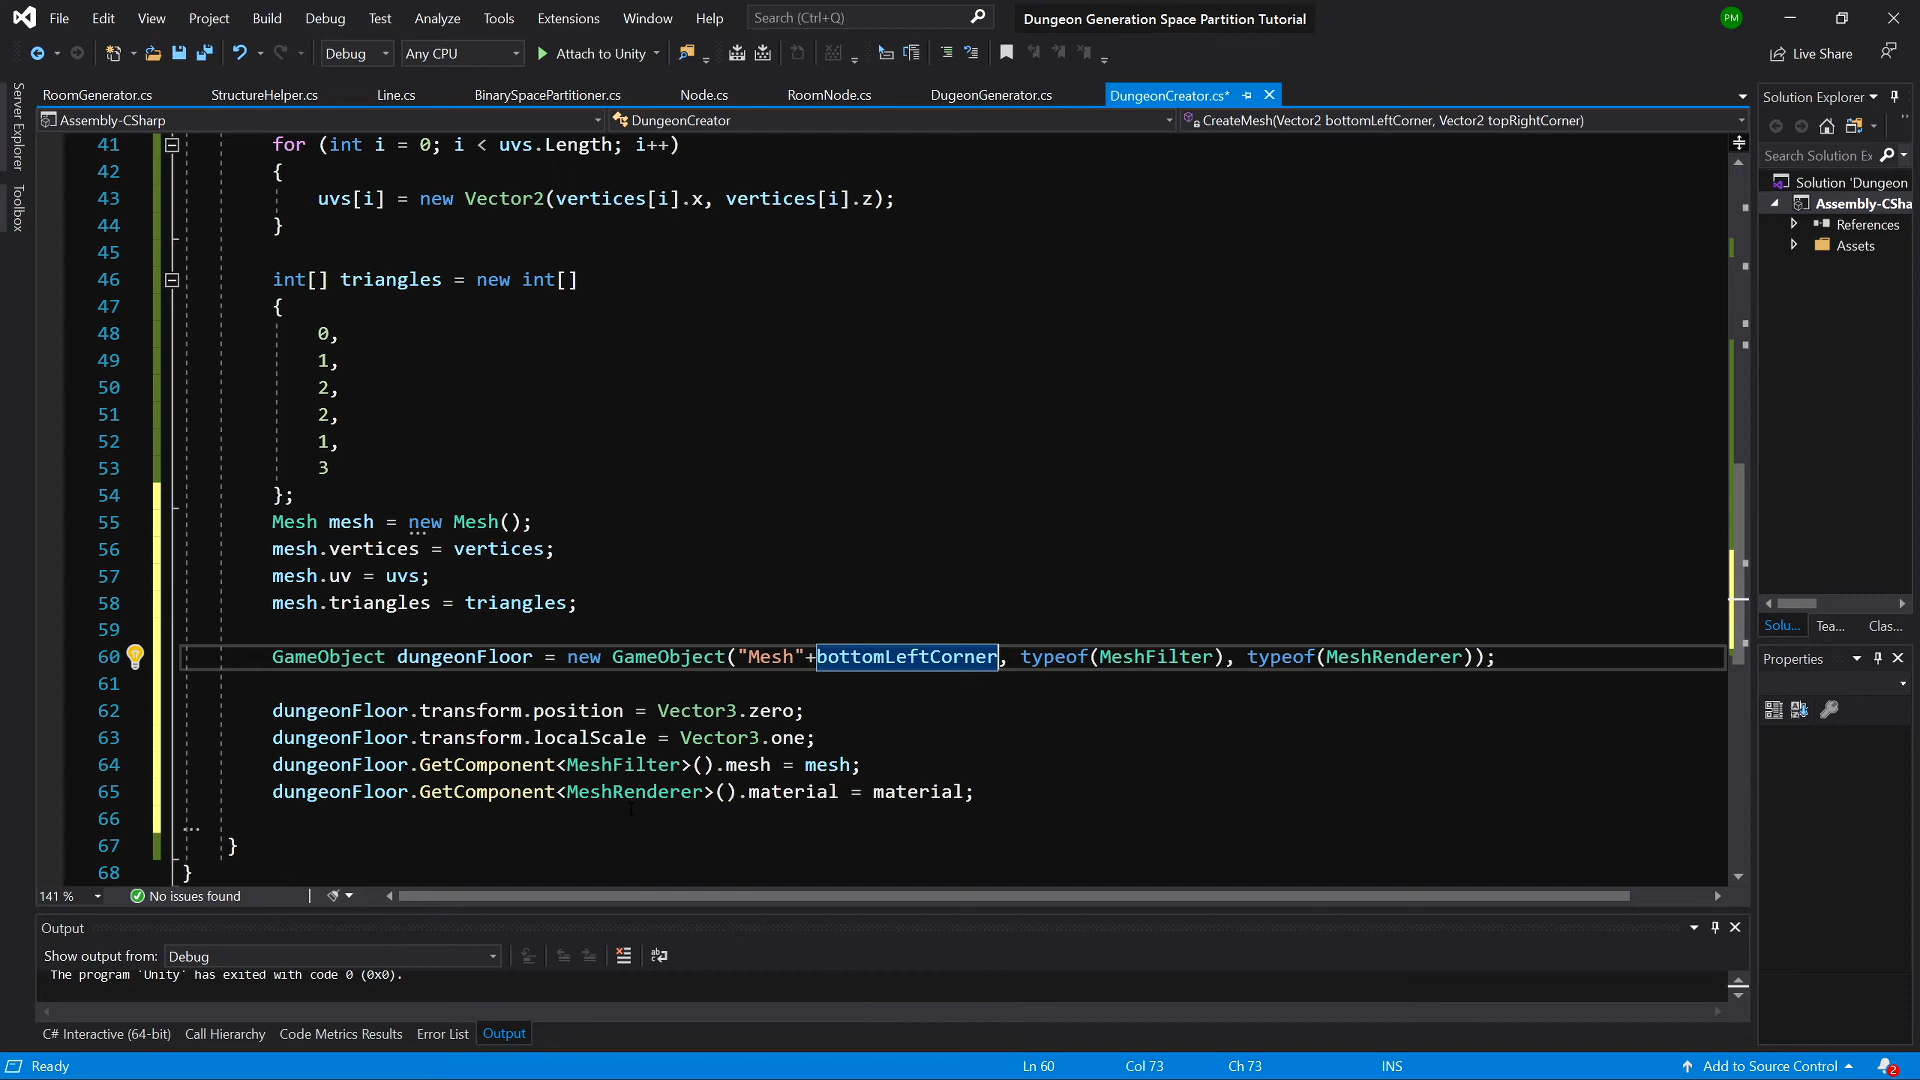 File Edit View Project Build Debug Test Analyze Tools Extensions Window Help Search (Ctrl+Q) Dungeon Generation Space Partition Tutorial PM
Debug Any CPU Attach to Unity Live Share
Server Explorer
Toolbox
RoomGenerator.cs StructureHelper.cs Line.cs BinarySpacePartitioner.cs Node.cs RoomNode.cs DugeonGenerator.cs DungeonCreator.cs*
Assembly-CSharp DungeonCreator CreateMesh(Vector2 bottomLeftCorner, Vector2 topRightCorner)
41 for (int i = 0; i < uvs.Length; i++)
42 {
43 uvs[i] = new Vector2(vertices[i].x, vertices[i].z);
44 }
45
46 int[] triangles = new int[]
47 {
48 0,
49 1,
50 2,
51 2,
52 1,
53 3
54 };
55 Mesh mesh = new Mesh();
56 mesh.vertices = vertices;
57 mesh.uv = uvs;
58 mesh.triangles = triangles;
59
60 GameObject dungeonFloor = new GameObject("Mesh"+bottomLeftCorner, typeof(MeshFilter), typeof(MeshRenderer));
61
62 dungeonFloor.transform.position = Vector3.zero;
63 dungeonFloor.transform.localScale = Vector3.one;
64 dungeonFloor.GetComponent<MeshFilter>().mesh = mesh;
65 dungeonFloor.GetComponent<MeshRenderer>().material = material;
66
67 }
68 }
141 % No issues found
Output
Show output from: Debug
The program 'Unity' has exited with code 0 (0x0).
C# Interactive (64-bit) Call Hierarchy Code Metrics Results Error List Output
Ready Ln 60 Col 73 Ch 73 INS Add to Source Control 2
Solution Explorer
Search Solution Ex
Solution 'Dungeon
Assembly-CSha
References
Assets
Solu... Tea... Clas...
Properties